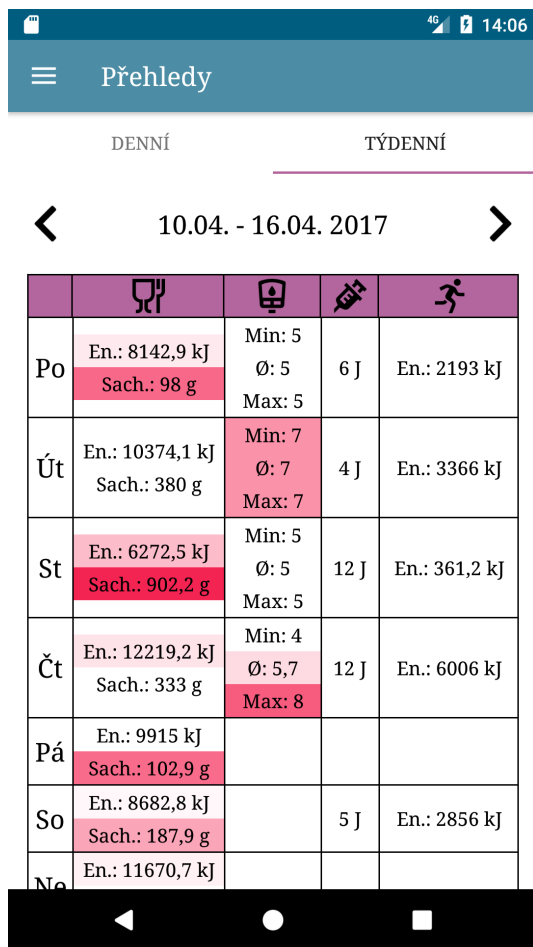 4G 14:06
Přehledy
DENNÍ TÝDENNÍ
10.04. - 16.04. 2017
Po
En.: 8142,9 kJ
Sach.: 98 g
Min: 5
Ø: 5
Max: 5
6 J
En.: 2193 kJ
Út
En.: 10374,1 kJ
Sach.: 380 g
Min: 7
Ø: 7
Max: 7
4 J
En.: 3366 kJ
St
En.: 6272,5 kJ
Sach.: 902,2 g
Min: 5
Ø: 5
Max: 5
12 J
En.: 361,2 kJ
Čt
En.: 12219,2 kJ
Sach.: 333 g
Min: 4
Ø: 5,7
Max: 8
12 J
En.: 6006 kJ
Pá
En.: 9915 kJ
Sach.: 102,9 g
So
En.: 8682,8 kJ
Sach.: 187,9 g
5 J
En.: 2856 kJ
Ne
En.: 11670,7 kJ